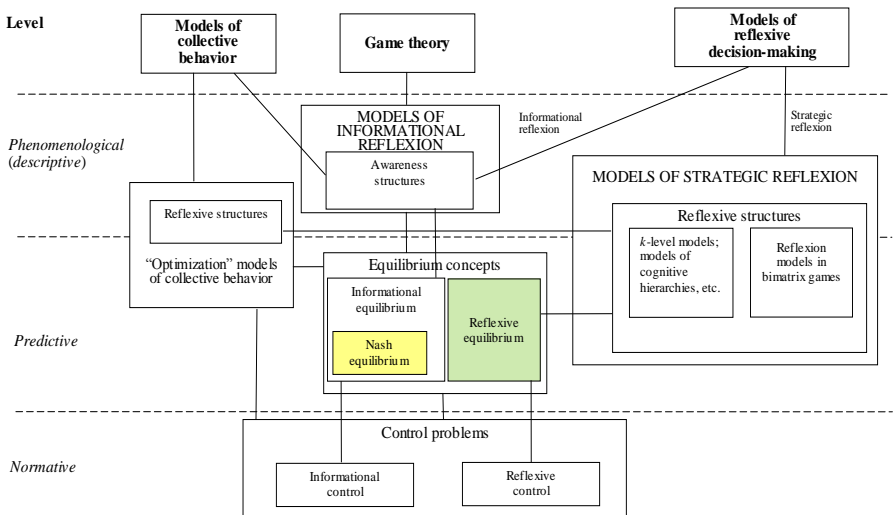 Level
Models of
collective
behavior
Game theory
Models of
reflexive
decision-making
Phenomenological
(descriptive)
MODELS OF
INFORMATIONAL
REFLEXION
Awareness
structures
Informational
reflexion
Strategic
reflexion
Reflexive structures
“Optimization” models
of collective behavior
MODELS OF STRATEGIC REFLEXION
Reflexive structures
k-level models;
models of
cognitive
hierarchies, etc.
Reflexion
models in
bimatrix games
Predictive
Equilibrium concepts
Informational
equilibrium
Nash
equilibrium
Reflexive
equilibrium
Normative
Control problems
Informational
control
Reflexive
control